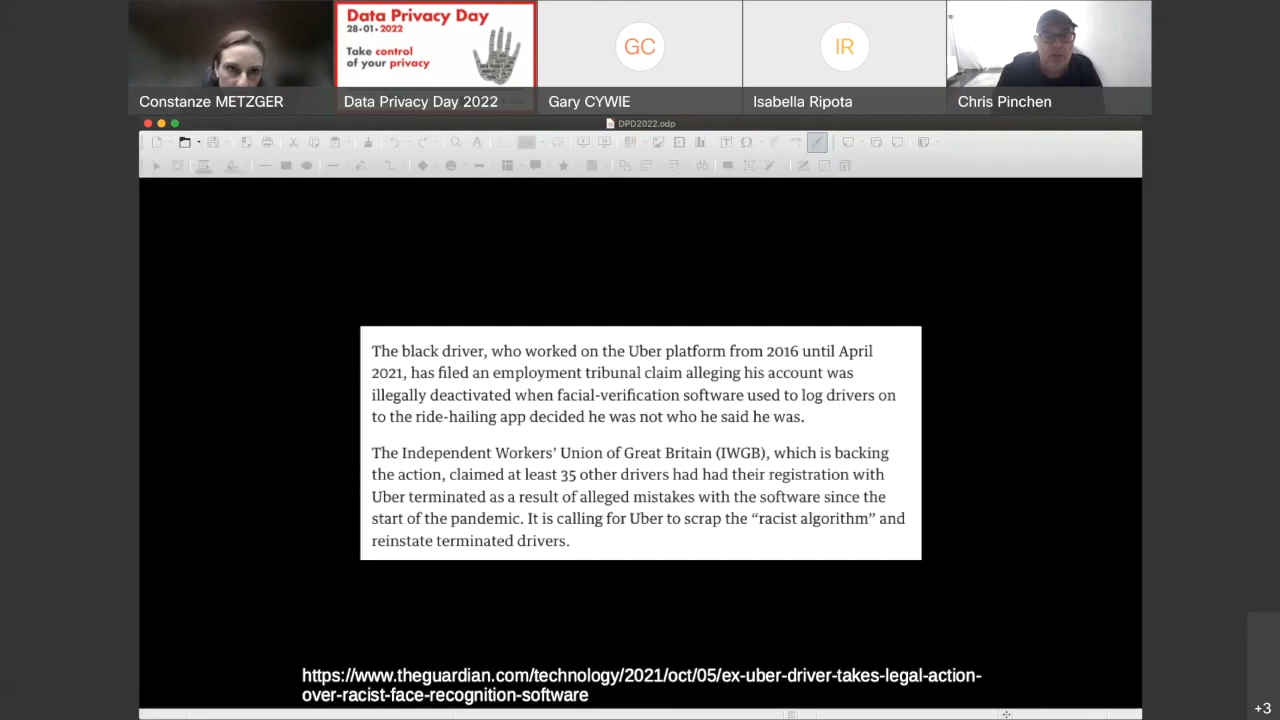 Data Privacy Day
28·01·2022
Take control
of your privacy
GC
IR
Constanze METZGER
Data Privacy Day 2022
Gary CYWIE
Isabella Ripota
Chris Pinchen
DPD2022.odp
The black driver, who worked on the Uber platform from 2016 until April
2021, has filed an employment tribunal claim alleging his account was
illegally deactivated when facial-verification software used to log drivers on
to the ride-hailing app decided he was not who he said he was.
The Independent Workers’ Union of Great Britain (IWGB), which is backing
the action, claimed at least 35 other drivers had had their registration with
Uber terminated as a result of alleged mistakes with the software since the
start of the pandemic. It is calling for Uber to scrap the “racist algorithm” and
reinstate terminated drivers.
https://www.theguardian.com/technology/2021/oct/05/ex-uber-driver-takes-legal-action-
over-racist-face-recognition-software
+3